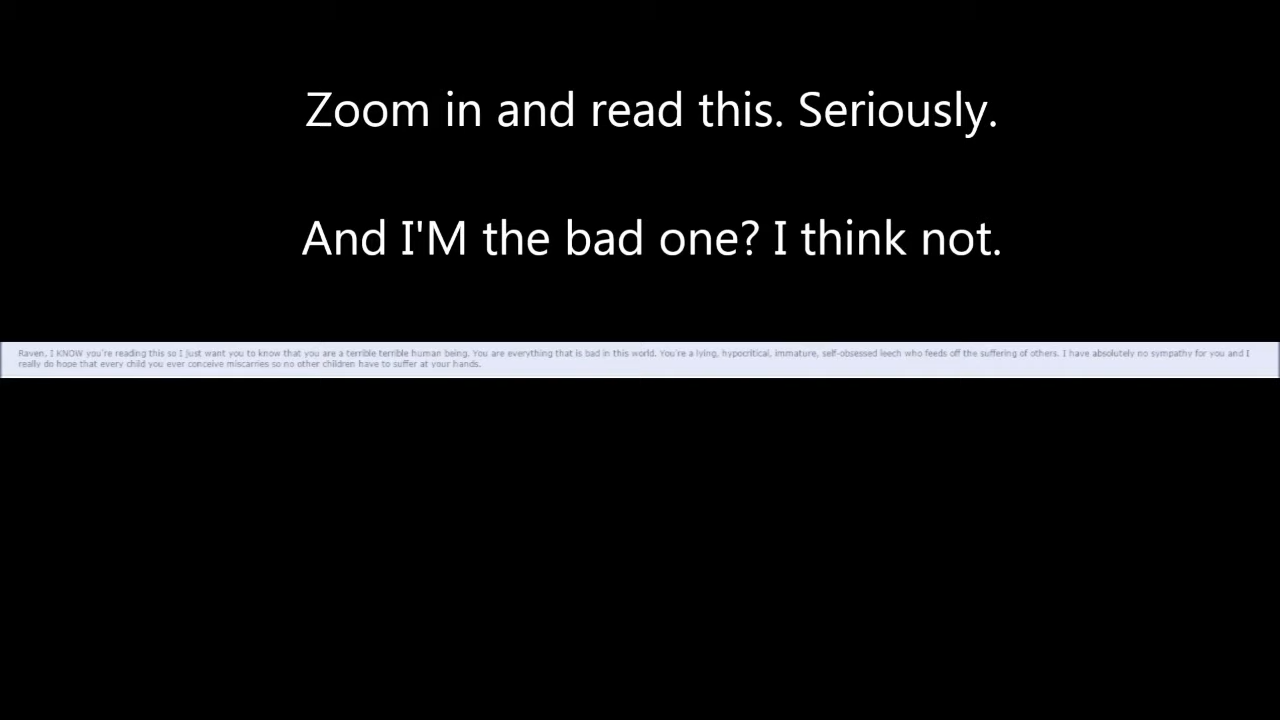 Zoom in and read this. Seriously.
And I'M the bad one? I think not.
Raven, I KNOW you're reading this so I just want you to know that you are a terrible terrible human being. You are everything that is bad in this world. You're a lying, hypocritical, immature, self-obsessed leech who feeds off the suffering of others. I have absolutely no sympathy for you and I
really do hope that every child you ever conceive miscarries so no other children have to suffer at your hands.